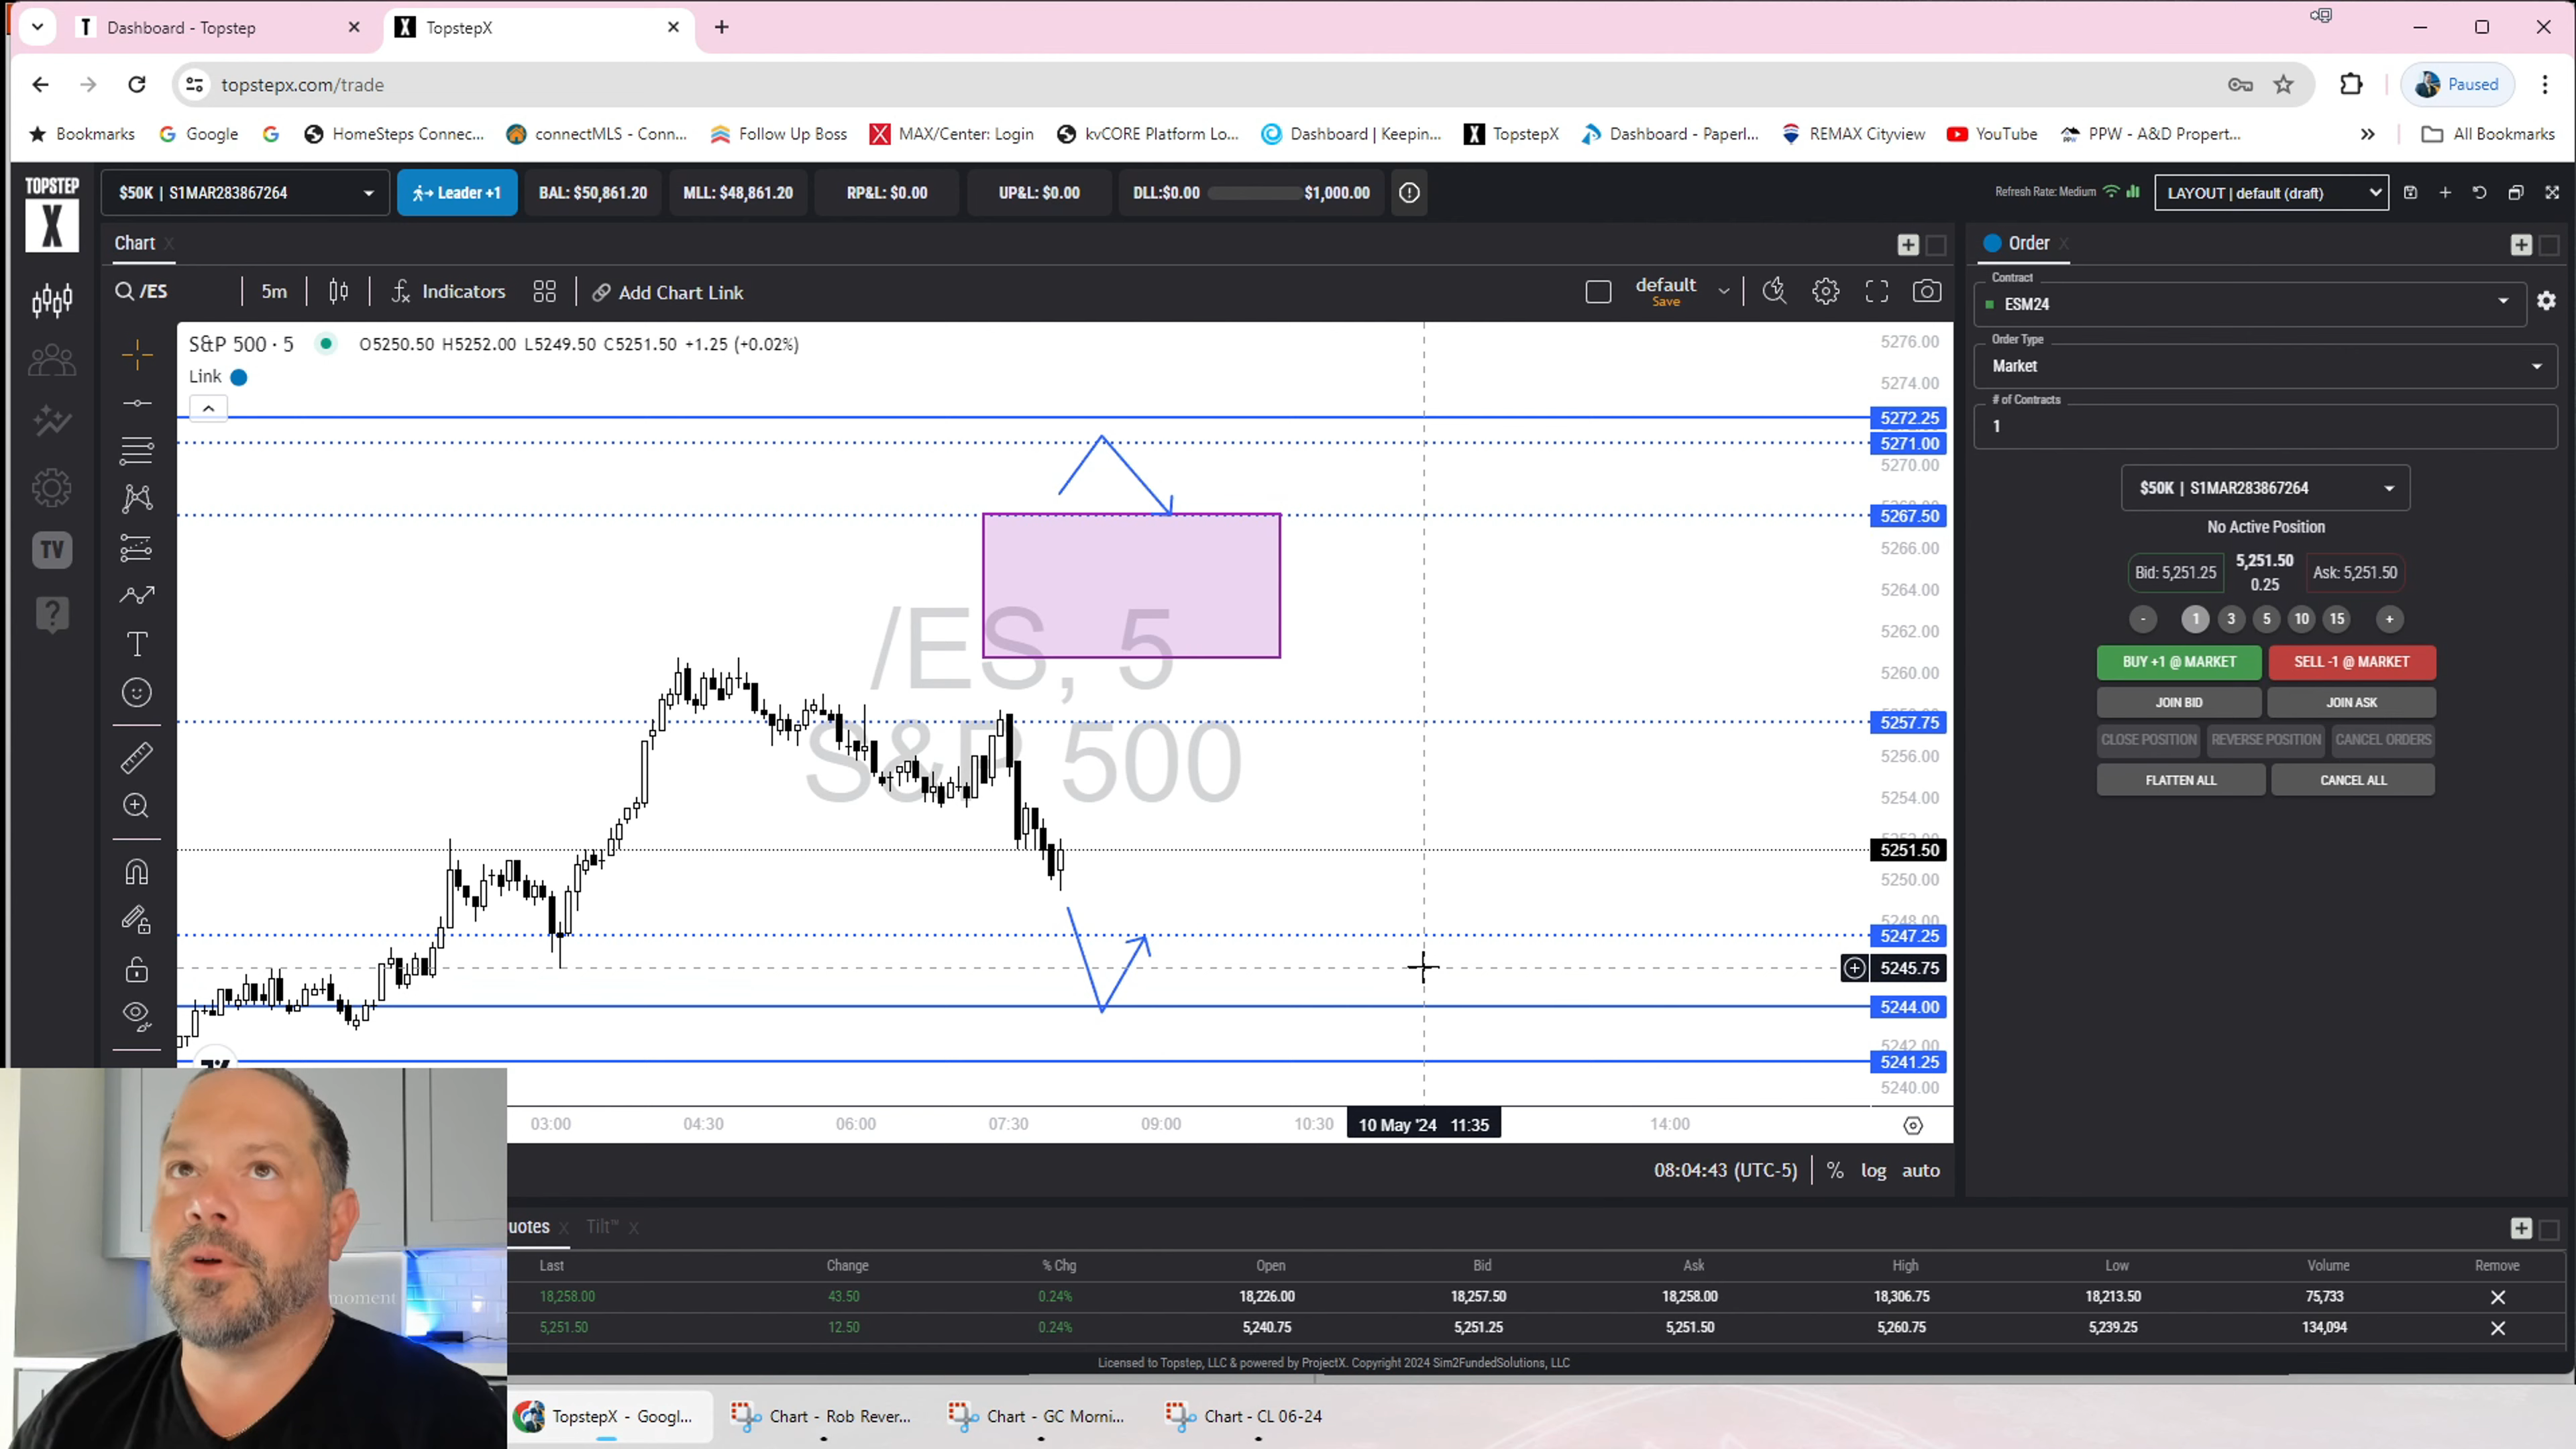 Dashboard - Topstep
TopstepX
topstepx.com/trade
Paused
Bookmarks
Google
HomeSteps Connec...
connectMLS - Conn...
Follow Up Boss
MAX/Center: Login
kvCORE Platform Lo...
Dashboard | Keepin...
TopstepX
Dashboard - Paperl...
REMAX Cityview
YouTube
PPW - A&D Propert...
All Bookmarks
TOPSTEP
X
$50K | S1MAR283867264
Leader +1
BAL: $50,861.20
MLL: $48,861.20
RP&L: $0.00
UP&L: $0.00
DLL:$0.00
$1,000.00
Refresh Rate: Medium
LAYOUT | default (draft)
Chart
Order
/ES
5m
Indicators
Add Chart Link
default
Save
S&P 500 · 5
O5250.50 H5252.00 L5249.50 C5251.50 +1.25 (+0.02%)
Link
TV
/ES, 5
S&P 500
5276.00
5274.00
5272.25
5271.00
5270.00
5267.50
5266.00
5264.00
5262.00
5260.00
5257.75
5256.00
5254.00
5251.50
5250.00
5248.00
5247.25
5245.75
5244.00
5242.00
5241.25
5240.00
03:00
04:30
06:00
07:30
09:00
10:30
10 May '24 11:35
14:00
08:04:43 (UTC-5)
%
log
auto
Contract
ESM24
Order Type
Market
# of Contracts
1
$50K | S1MAR283867264
No Active Position
Bid: 5,251.25
5,251.50
0.25
Ask: 5,251.50
-
1
3
5
10
15
+
BUY +1 @ MARKET
SELL -1 @ MARKET
JOIN BID
JOIN ASK
CLOSE POSITION
REVERSE POSITION
CANCEL ORDERS
FLATTEN ALL
CANCEL ALL
uotes
Tilt™
Last Change % Chg Open Bid Ask High Low Volume Remove
18,258.00 43.50 0.24% 18,226.00 18,257.50 18,258.00 18,306.75 18,213.50 75,733
5,251.50 12.50 0.24% 5,240.75 5,251.25 5,251.50 5,260.75 5,239.25 134,094
Licensed to Topstep, LLC & powered by ProjectX. Copyright 2024 Sim2FundedSolutions, LLC
moment
TopstepX - Googl...
Chart - Rob Rever...
Chart - GC Morni...
Chart - CL 06-24